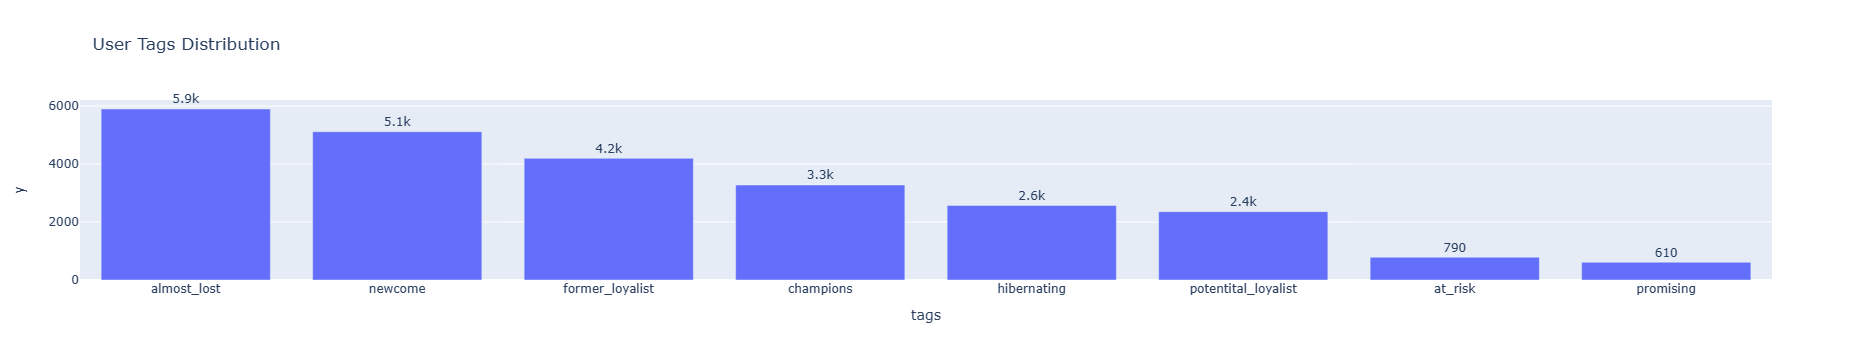 User Tags Distribution
6000
4000
2000
0
y
5.9k
5.1k
4.2k
3.3k
2.6k
2.4k
790
610
almost_lost
newcome
former_loyalist
champions
hibernating
potentital_loyalist
at_risk
promising
tags